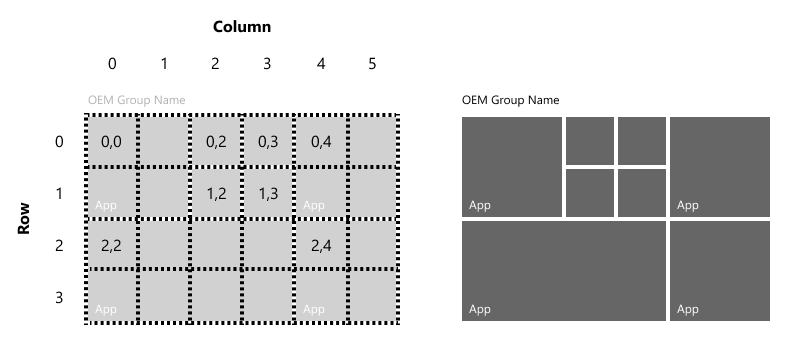 Column
0 1 2 3 4 5
OEM Group Name
0 0,0 0,2 0,3 0,4
1 App 1,2 1,3 App
Row
2 2,2 2,4
3 App App
OEM Group Name
App App
App App